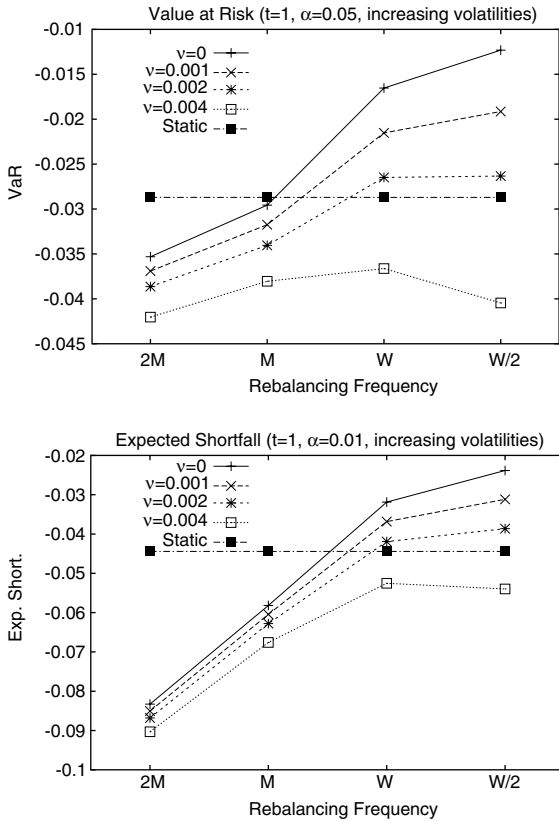 Value at Risk (t=1, α=0.05, increasing volatilities)
-0.01
-0.015
-0.02
-0.025
-0.03
-0.035
-0.04
-0.045
VaR
ν=0
ν=0.001
ν=0.002
ν=0.004
Static
2M M W W/2
Rebalancing Frequency
Expected Shortfall (t=1, α=0.01, increasing volatilities)
-0.02
-0.03
-0.04
-0.05
-0.06
-0.07
-0.08
-0.09
-0.1
Exp. Short.
ν=0
ν=0.001
ν=0.002
ν=0.004
Static
2M M W W/2
Rebalancing Frequency